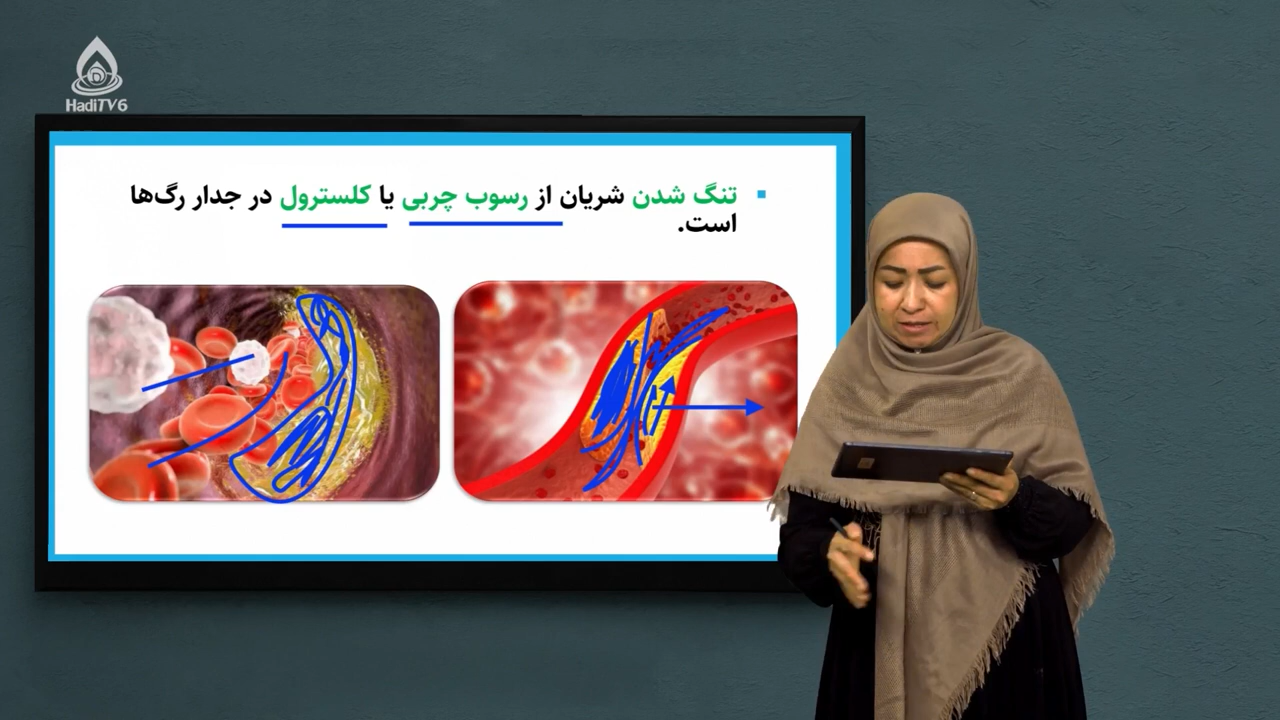 HadiTV6
تنگ شدن شریان از رسوب چربی یا کلسترول در جدار رگ‌ها
است.